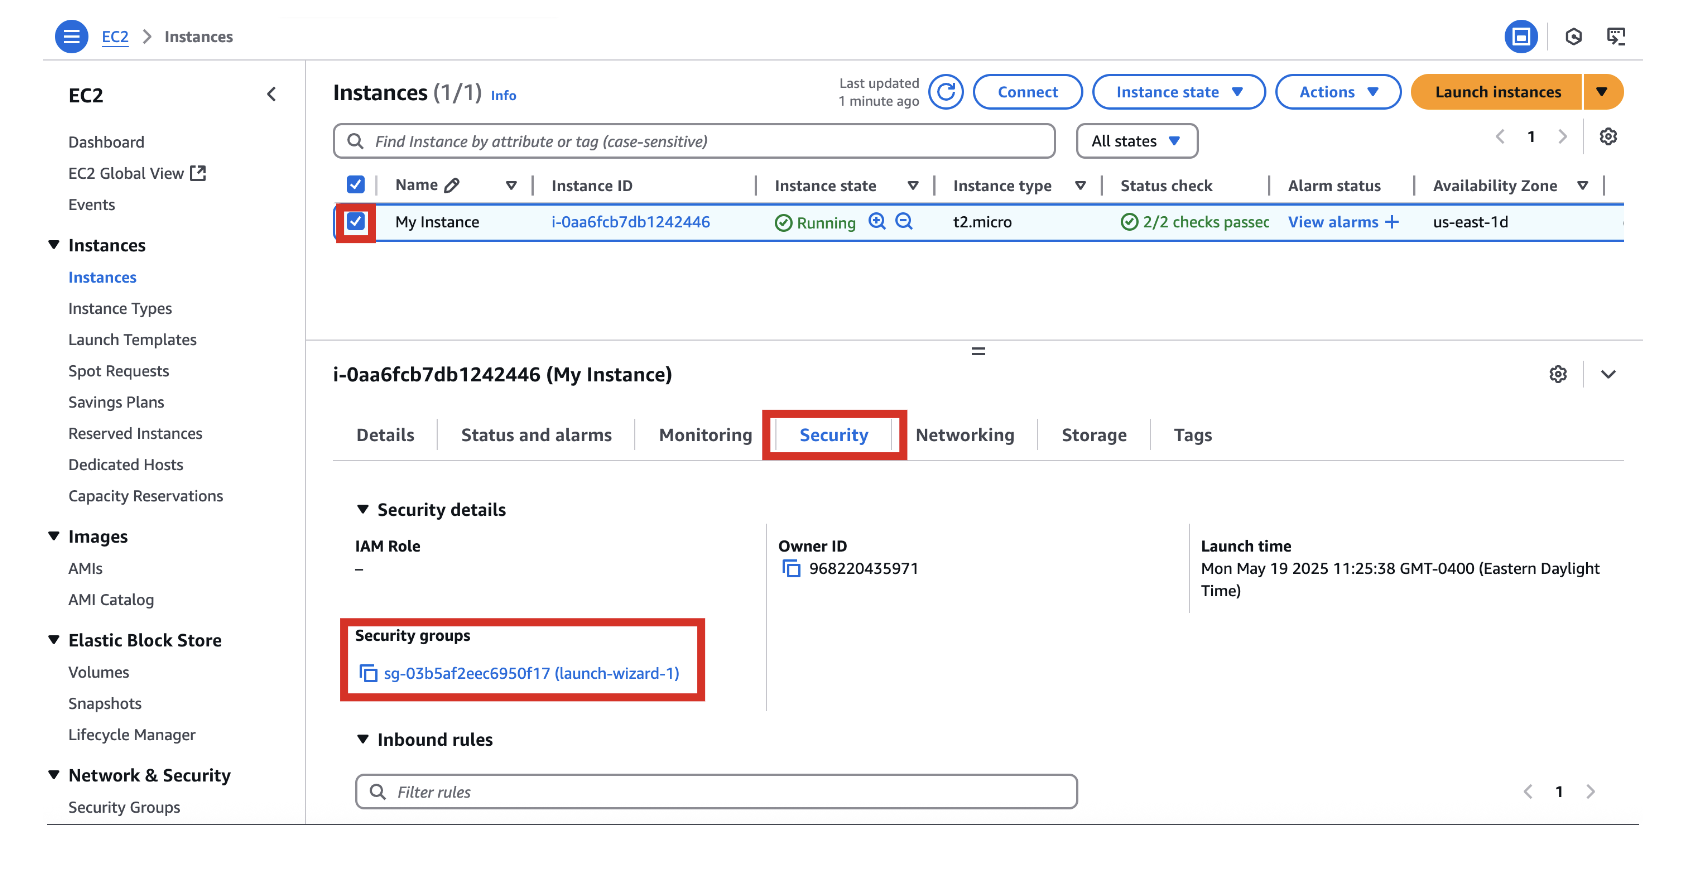 EC2 > Instances
EC2
Dashboard
EC2 Global View
Events
Instances
Instances
Instance Types
Launch Templates
Spot Requests
Savings Plans
Reserved Instances
Dedicated Hosts
Capacity Reservations
Images
AMIs
AMI Catalog
Elastic Block Store
Volumes
Snapshots
Lifecycle Manager
Network & Security
Security Groups
Instances (1/1) Info
Last updated
1 minute ago
Connect
Instance state
Actions
Launch instances
Find Instance by attribute or tag (case-sensitive)
All states
1
Name Instance ID Instance state Instance type Status check Alarm status Availability Zone
My Instance i-0aa6fcb7db1242446 Running t2.micro 2/2 checks passec View alarms + us-east-1d
i-0aa6fcb7db1242446 (My Instance)
Details Status and alarms Monitoring Security Networking Storage Tags
Security details
IAM Role
–
Owner ID
968220435971
Launch time
Mon May 19 2025 11:25:38 GMT-0400 (Eastern Daylight
Time)
Security groups
sg-03b5af2eec6950f17 (launch-wizard-1)
Inbound rules
Filter rules
1